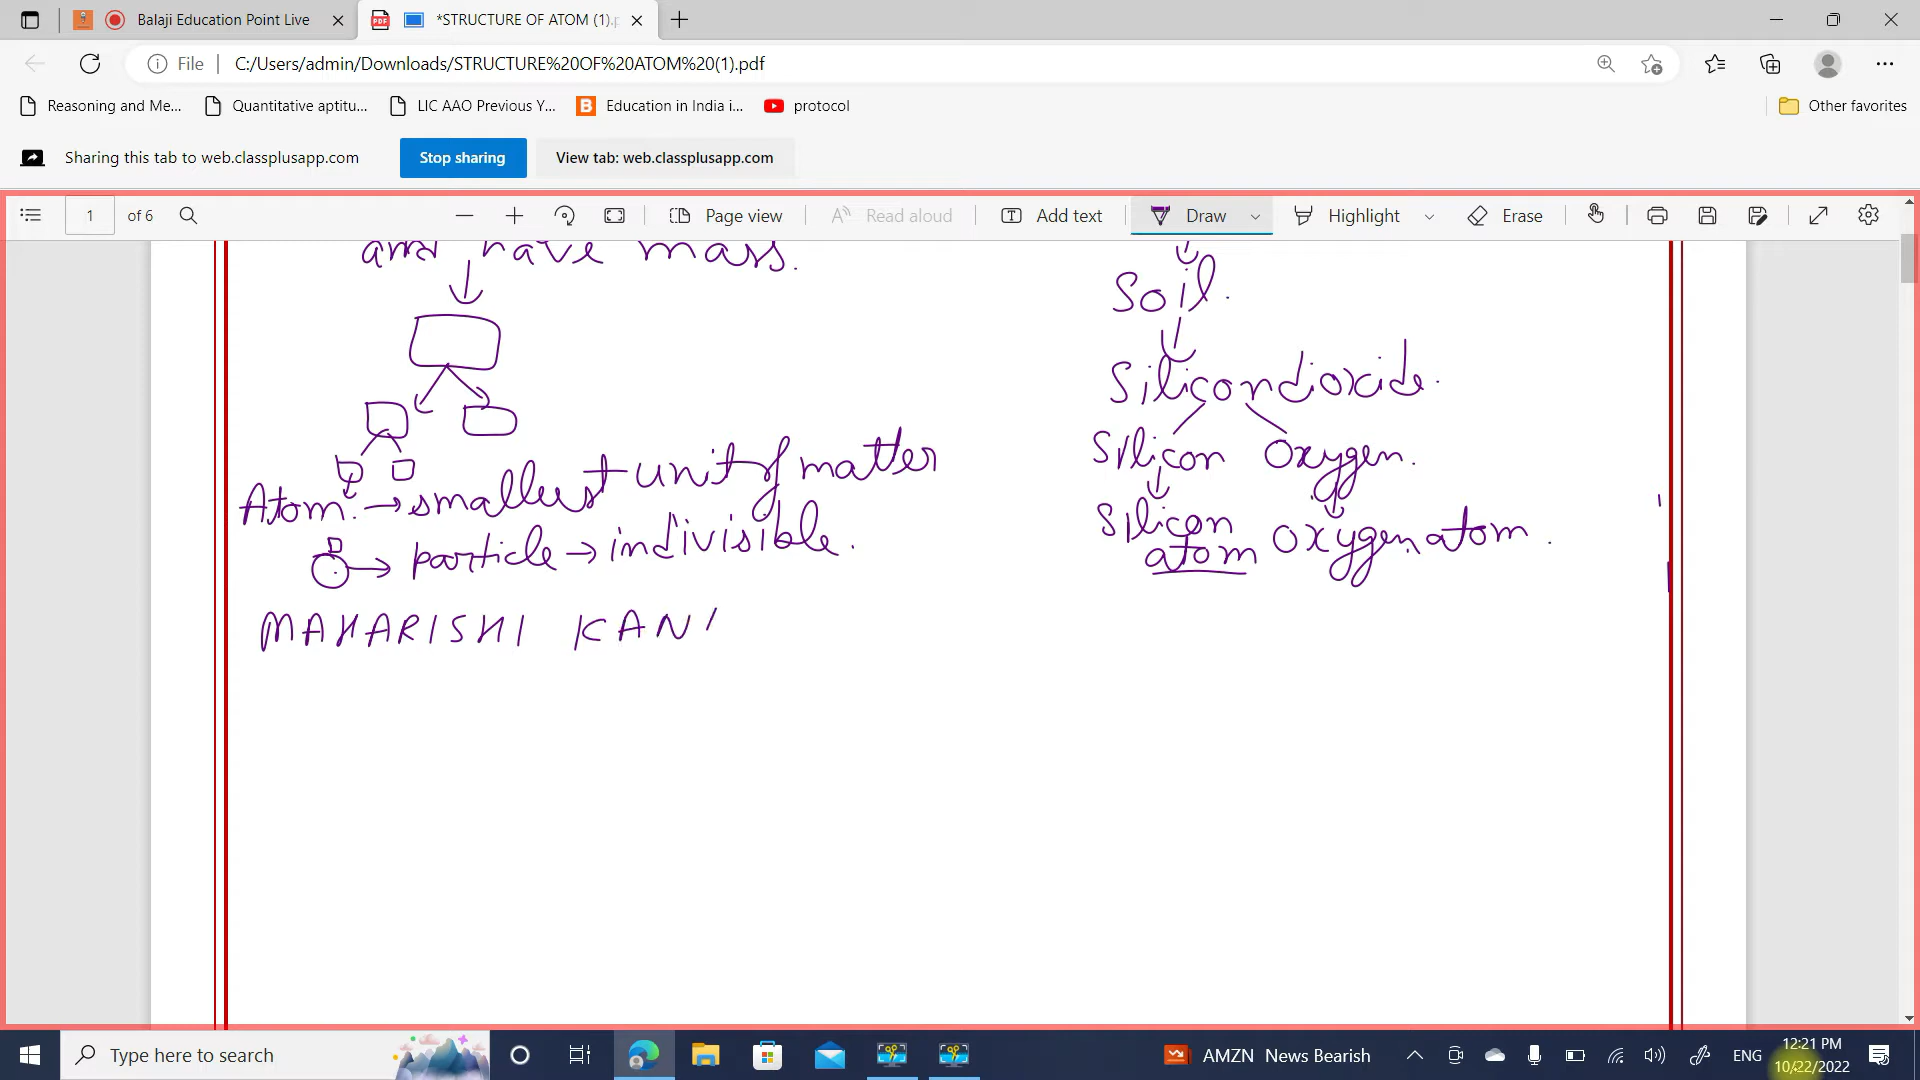 Balaji Education Point Live
*STRUCTURE OF ATOM (1).p
File
C:/Users/admin/Downloads/STRUCTURE%20OF%20ATOM%20(1).pdf
Reasoning and Me...
Quantitative aptitu...
LIC AAO Previous Y...
Education in India i...
protocol
Other favorites
Sharing this tab to web.classplusapp.com
Stop sharing
View tab: web.classplusapp.com
1 of 6
Page view
Read aloud
Add text
Draw
Highlight
Erase
and have mass.
Atom. → smallest unit of matter
→ particle → indivisible.
MAHARISHI KAN
Soil.
Silicondioxide.
Silicon Oxygen.
Silicon
atom
Oxygen atom.
Type here to search
AMZN News Bearish
ENG
12:21 PM
10/22/2022